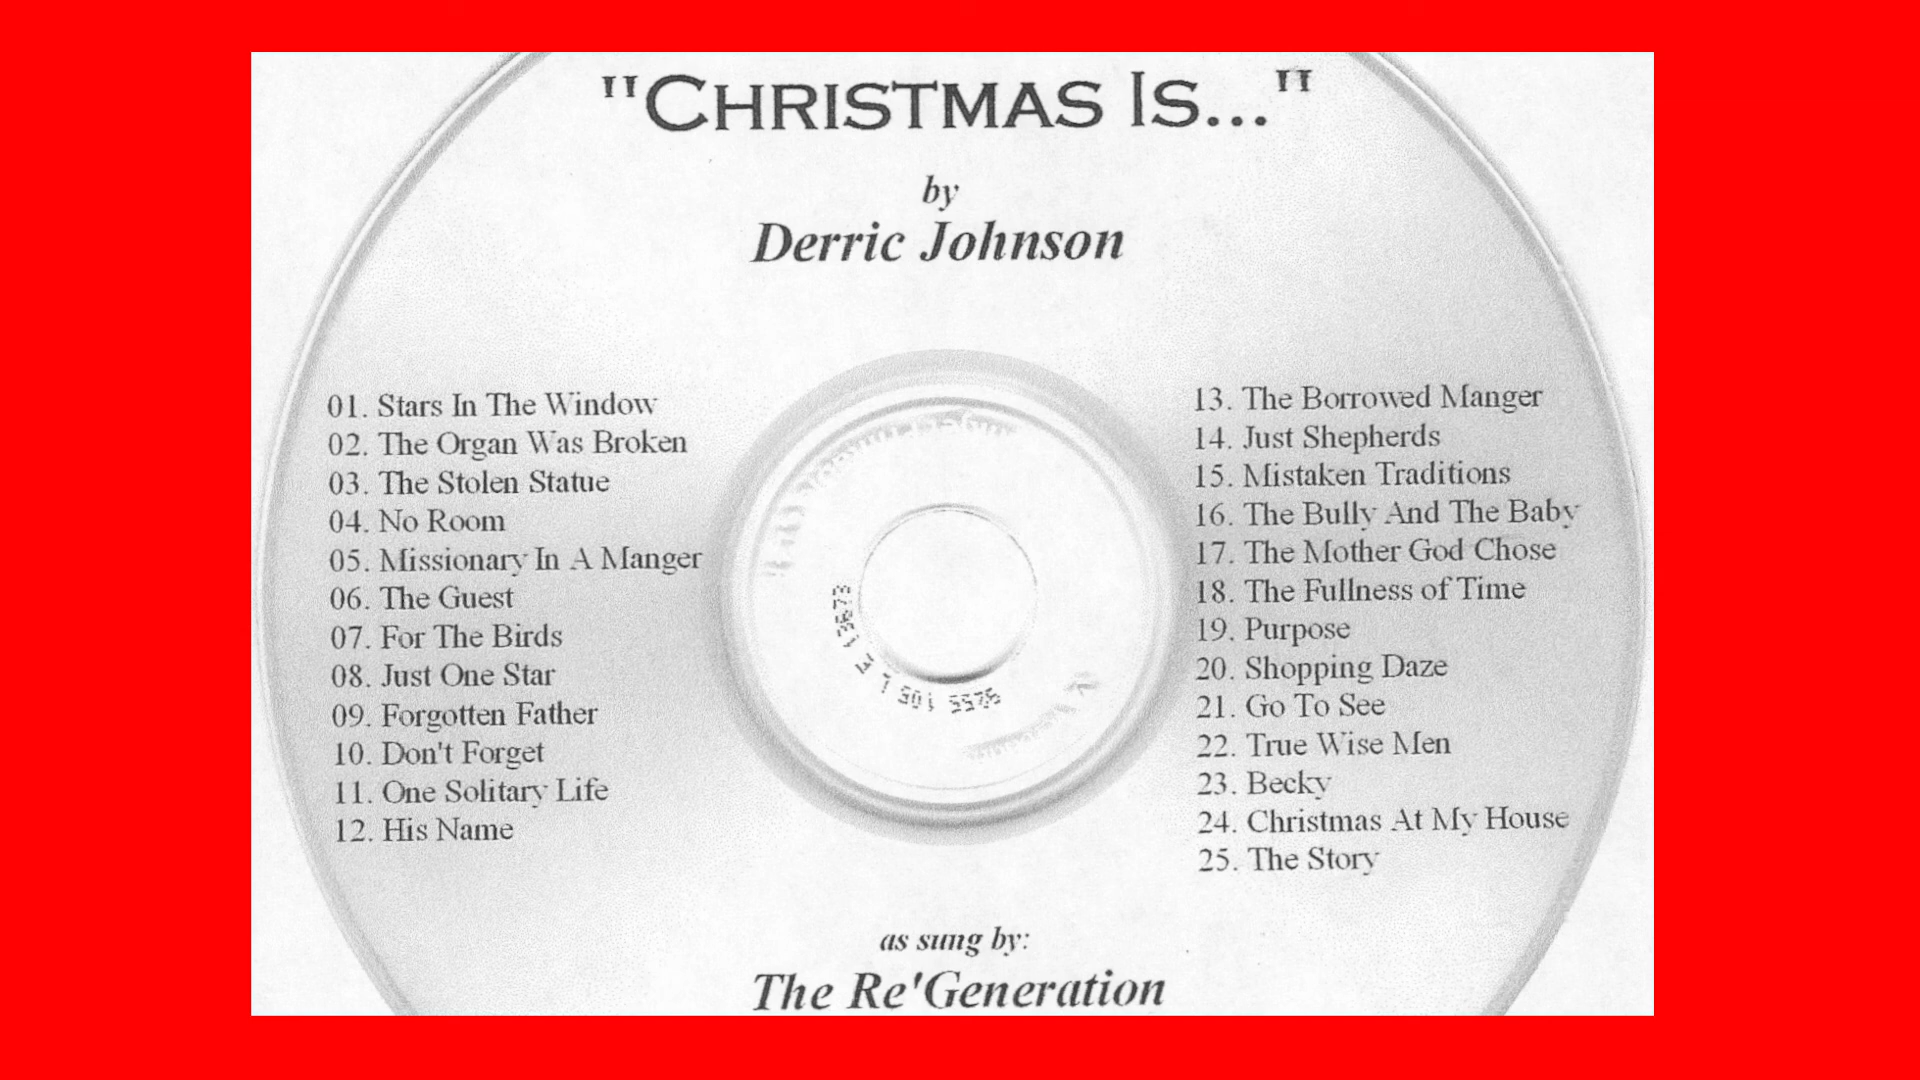 "CHRISTMAS IS..."
by
Derric Johnson
01. Stars In The Window
02. The Organ Was Broken
03. The Stolen Statue
04. No Room
05. Missionary In A Manger
06. The Guest
07. For The Birds
08. Just One Star
09. Forgotten Father
10. Don't Forget
11. One Solitary Life
12. His Name
13. The Borrowed Manger
14. Just Shepherds
15. Mistaken Traditions
16. The Bully And The Baby
17. The Mother God Chose
18. The Fullness of Time
19. Purpose
20. Shopping Daze
21. Go To See
22. True Wise Men
23. Becky
24. Christmas At My House
25. The Story
as sung by:
The Re'Generation